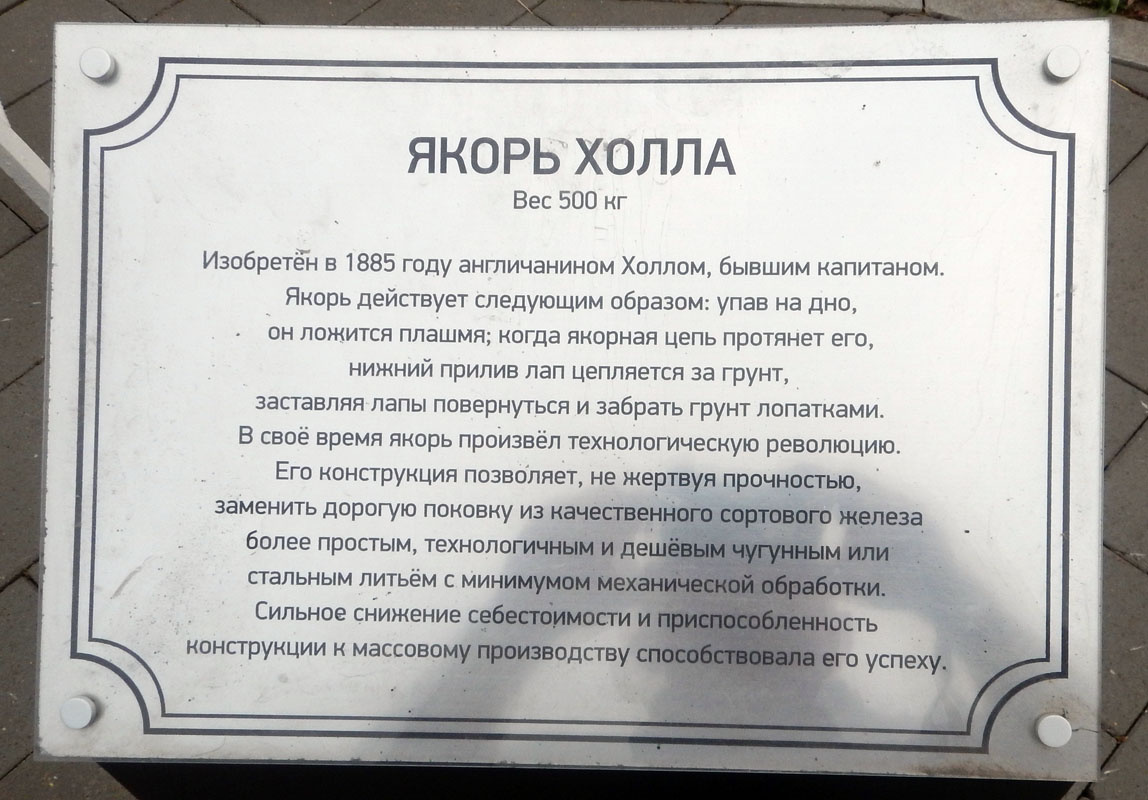 ЯКОРЬ ХОЛЛА
Вес 500 кг
Изобретён в 1885 году англичанином Холлом, бывшим капитаном.
Якорь действует следующим образом: упав на дно,
он ложится плашмя; когда якорная цепь протянет его,
нижний прилив лап цепляется за грунт,
заставляя лапы повернуться и забрать грунт лопатками.
В своё время якорь произвёл технологическую революцию.
Его конструкция позволяет, не жертвуя прочностью,
заменить дорогую поковку из качественного сортового железа
более простым, технологичным и дешёвым чугунным или
стальным литьём с минимумом механической обработки.
Сильное снижение себестоимости и приспособленность
конструкции к массовому производству способствовала его успеху.